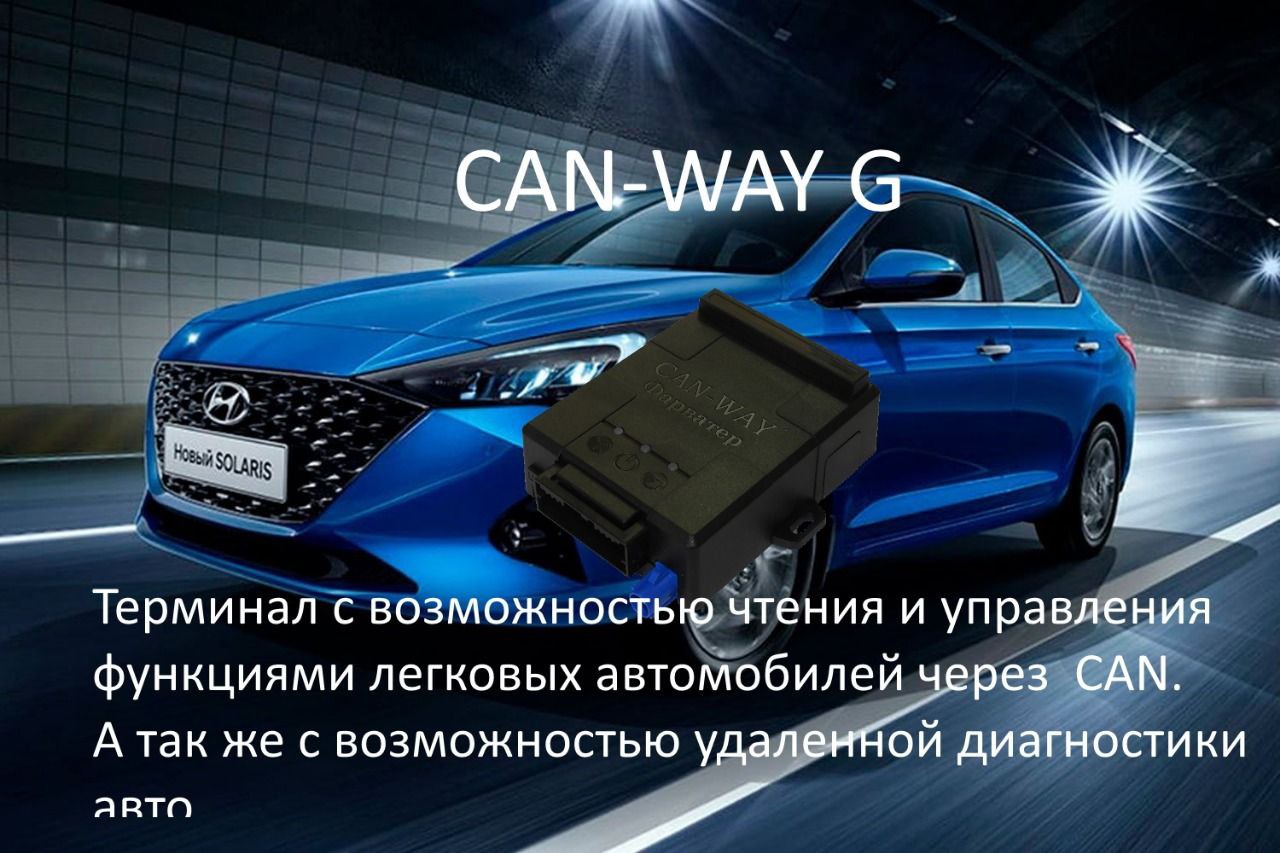 CAN-WAY G
CAN-WAY
Фарватер
Новый SOLARIS
Терминал с возможностью чтения и управления
функциями легковых автомобилей через CAN.
А так же с возможностью удаленной диагностики
авто